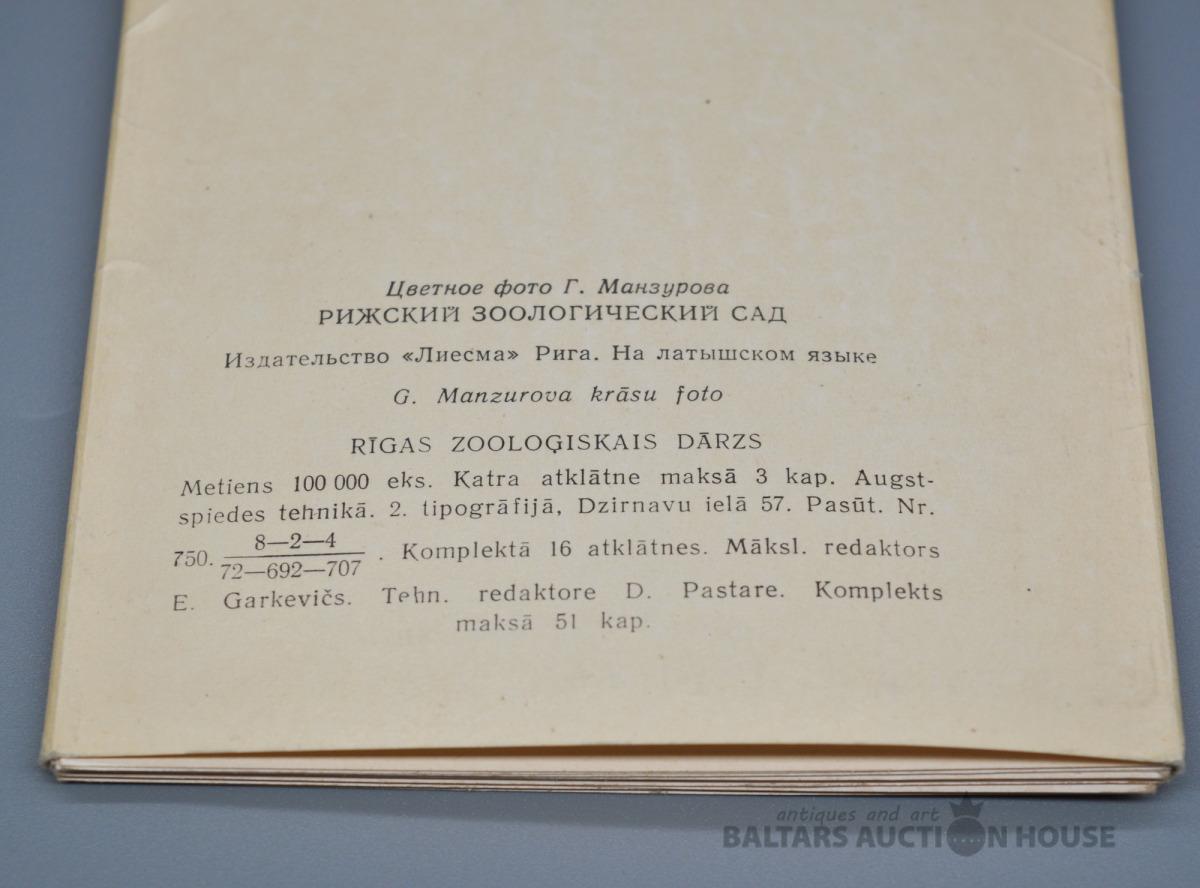 Цветное фото Г. Манзурова
РИЖСКИЙ ЗООЛОГИЧЕСКИЙ САД
Издательство «Лиесма» Рига. На латышском языке
G. Manzurova krāsu foto
RĪGAS ZOOLOĢISKAIS DĀRZS
Metiens 100 000 eks. Katra atklātne maksā 3 kap. Augst-
spiedes tehnikā. 2. tipogrāfijā, Dzirnavu ielā 57. Pasūt. Nr.
750. 8—2—4
72—692—707 . Komplektā 16 atklātnes. Māksl. redaktors
E. Garkevičs. Tehn. redaktore D. Pastare. Komplekts
maksā 51 kap.
antiques and art
BALTARS AUCTION HOUSE